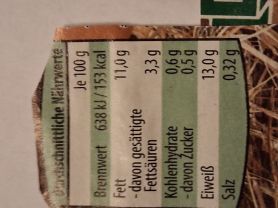 Durchschnittliche Nährwerte
Je 100 g
Brennwert 638 kJ / 153 kcal
Fett 11,0 g
- davon gesättigte
Fettsäuren 3,3 g
Kohlenhydrate 0,6 g
- davon Zucker 0,5 g
Eiweiß 13,0 g
Salz 0,32 g